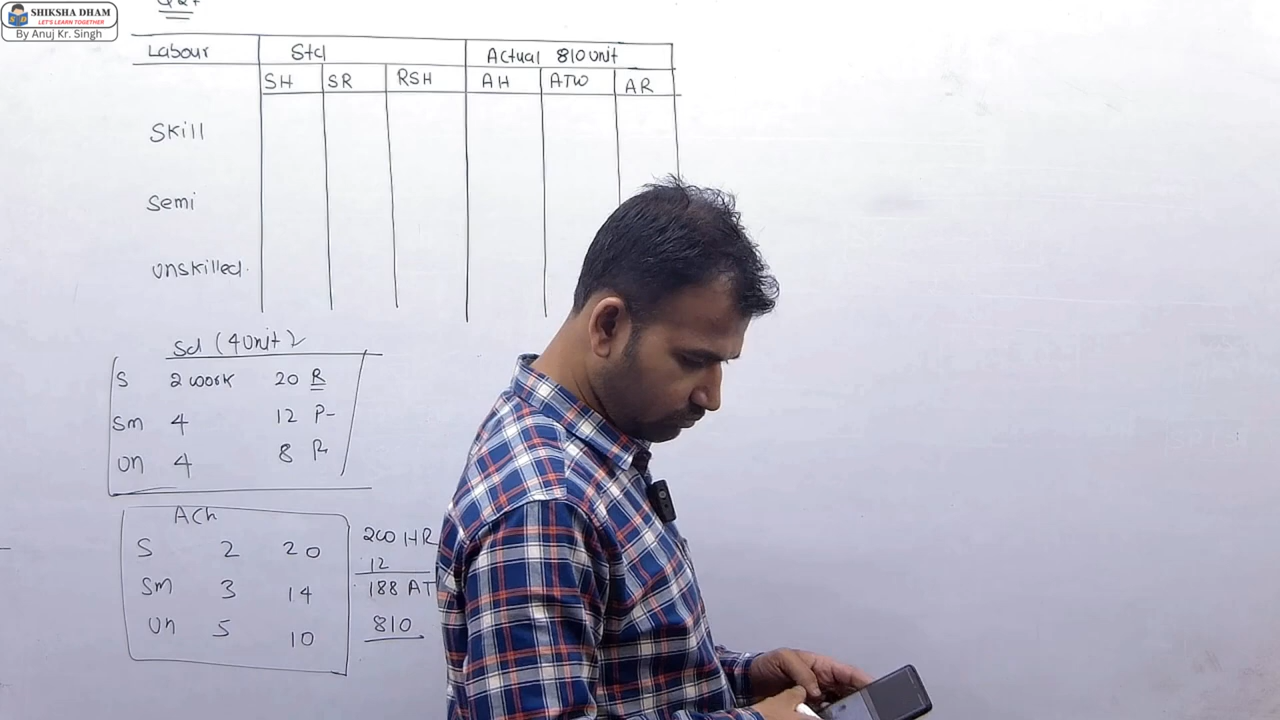 SHIKSHA DHAM
LET'S LEARN TOGETHER
By Anuj Kr. Singh
Labour Std Actual 810 unit
SH SR RSH AH ATW AR
Skill
Semi
unskilled.
Sd (4 unit)
S 2 work 20 R
Sm 4 12
un 4 8
Ach
S 2 20
Sm 3 14
un 5 10
200 HR
12
188 AT
810